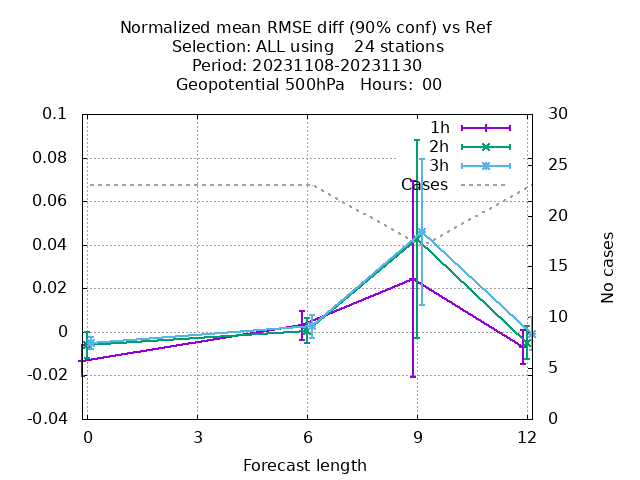 Normalized mean RMSE diff (90% conf) vs Ref
Selection: ALL using    24 stations
Period: 20231108-20231130
Geopotential 500hPa   Hours:  00
0.1
0.08
0.06
0.04
0.02
0
-0.02
-0.04
30
25
20
15
10
5
0
1h
2h
3h
Cases
No cases
0 3 6 9 12
Forecast length